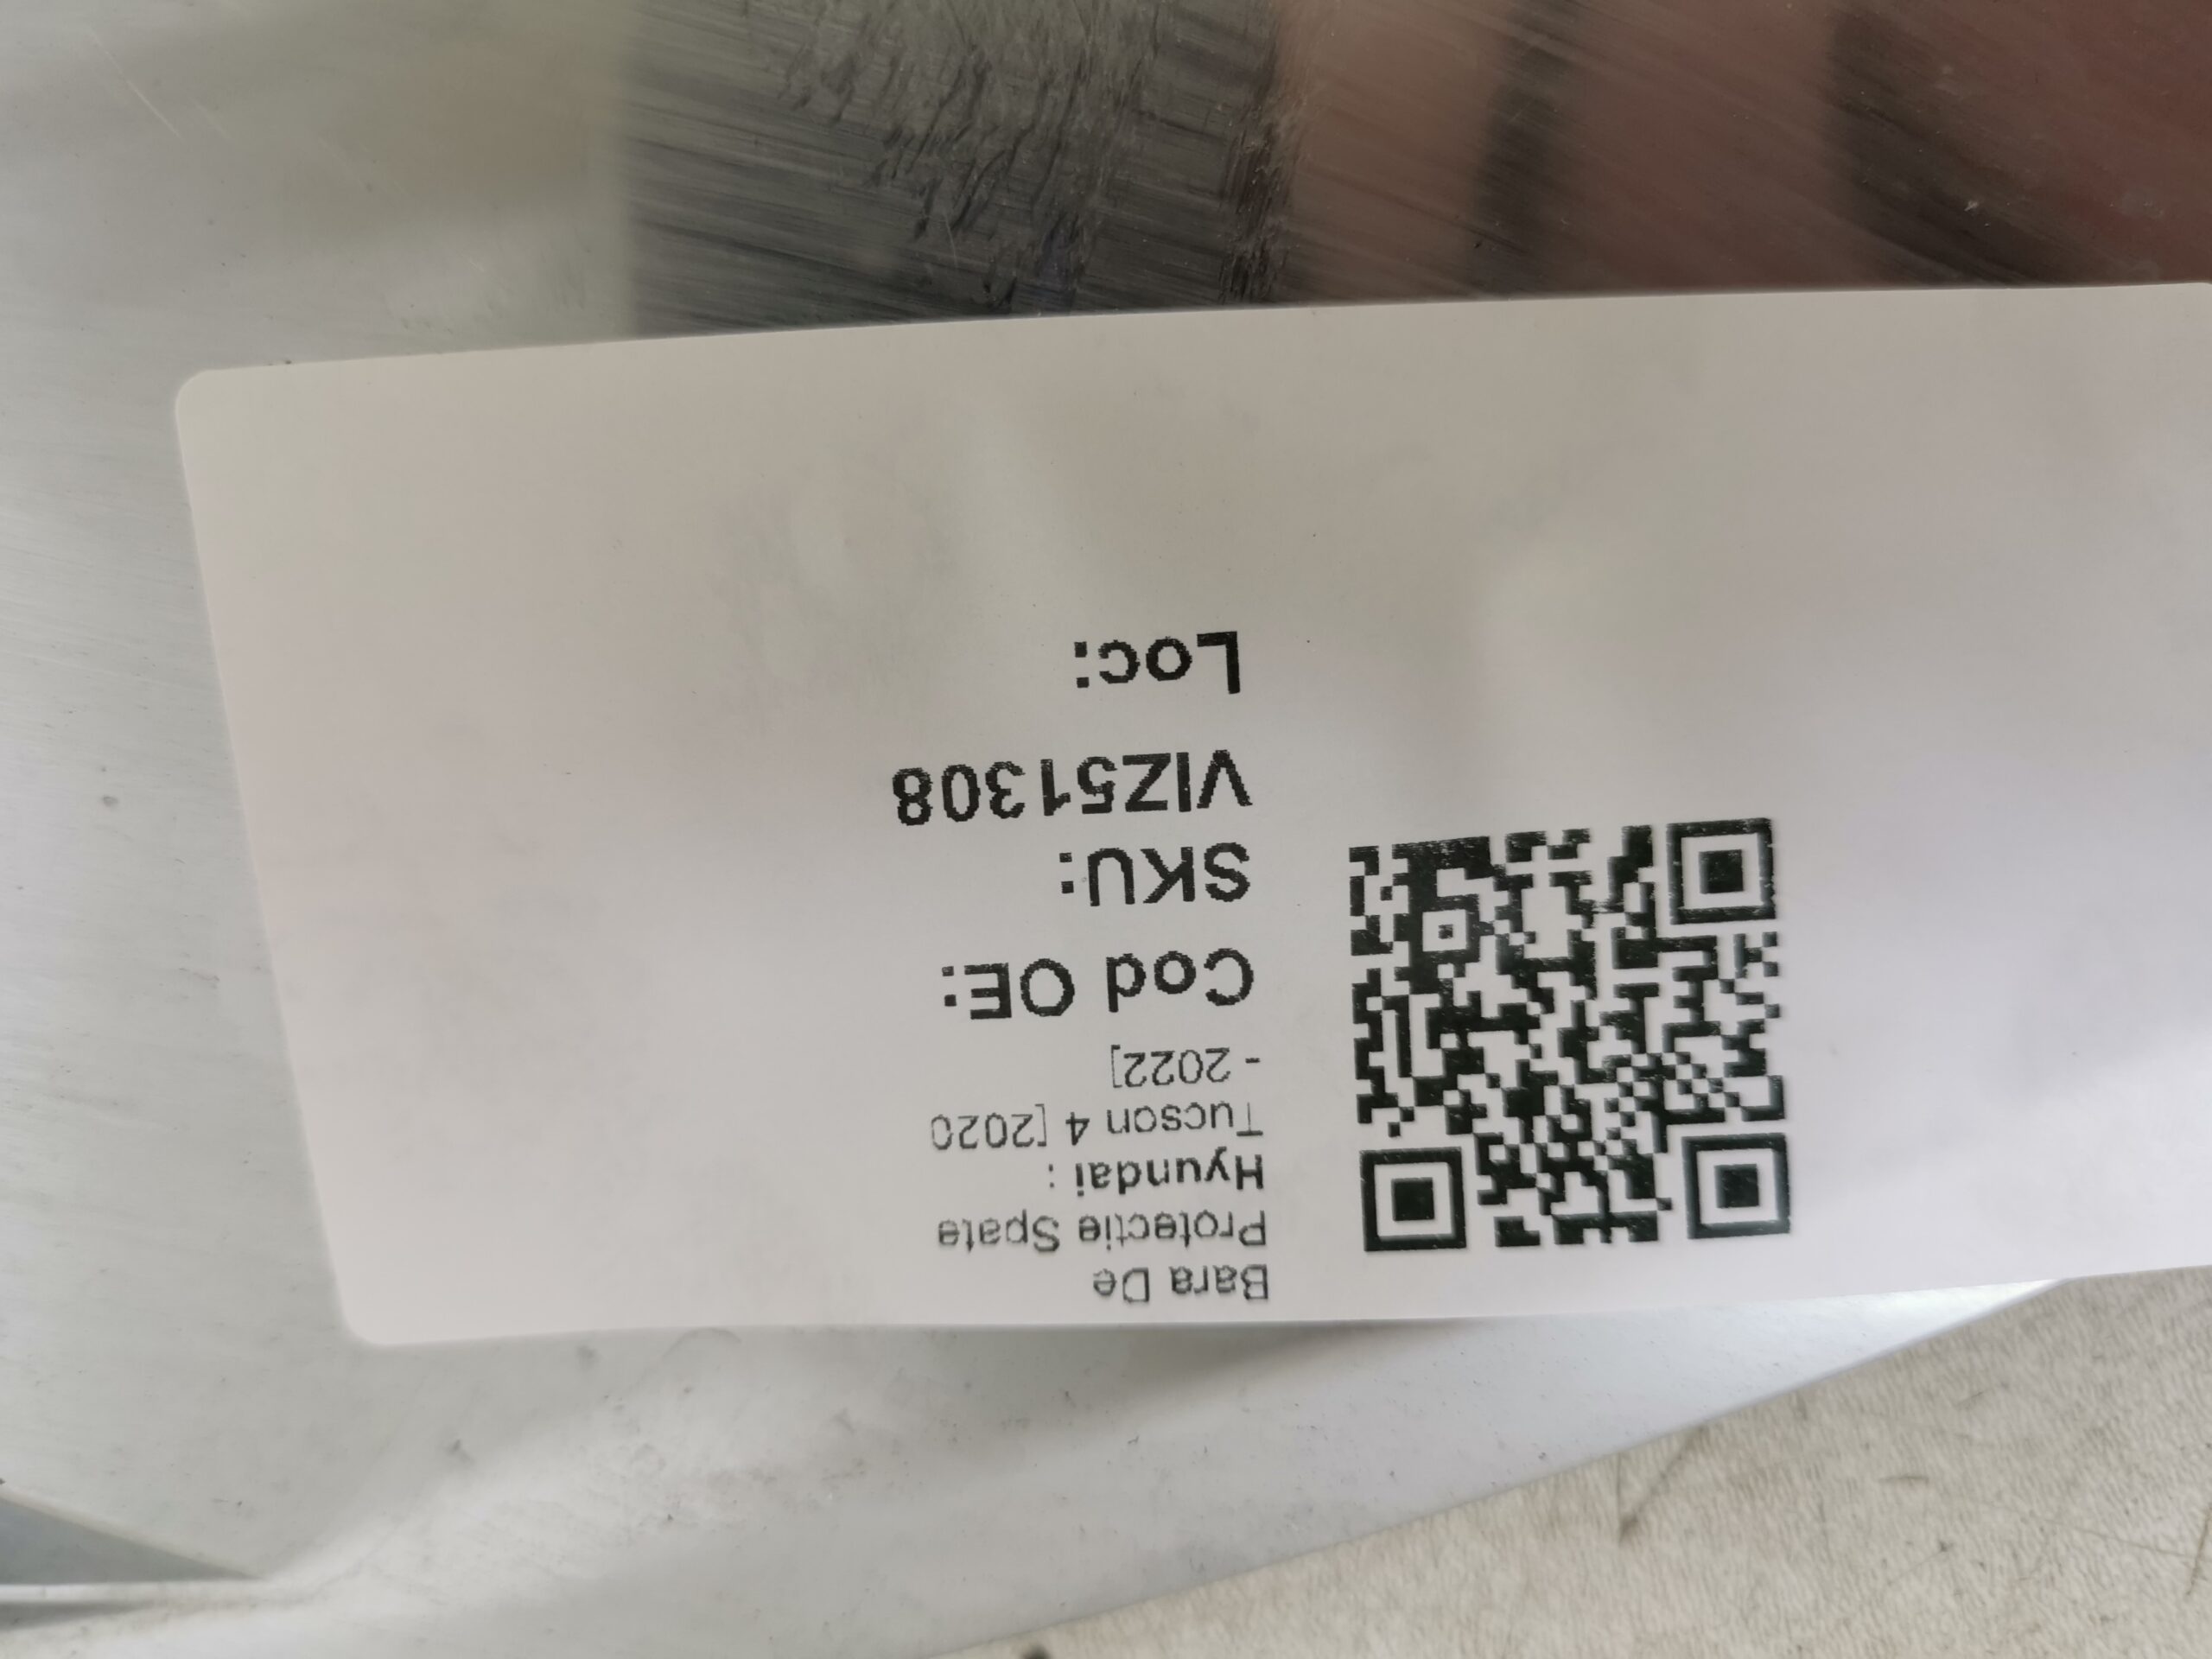 Bara De
Protectie Spate
Hyundai :
Tucson 4 [2020
- 2022]
Cod OE:
SKU:
VIZ51308
Loc: